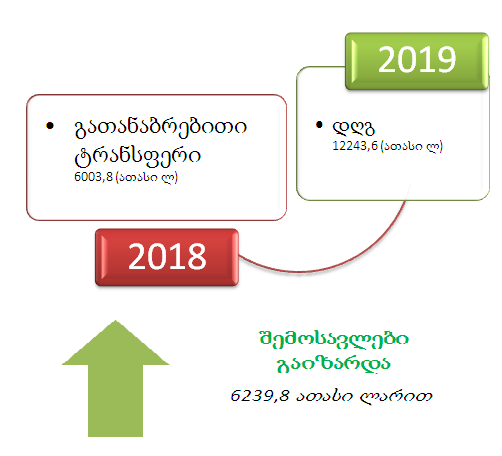 2019
• გათანაბრებითი
ტრანსფერი
6003,8 (ათასი ლ)
• დღგ
12243,6 (ათასი ლ)
2018
შემოსავლები
გაიზარდა
6239,8 ათასი ლარით